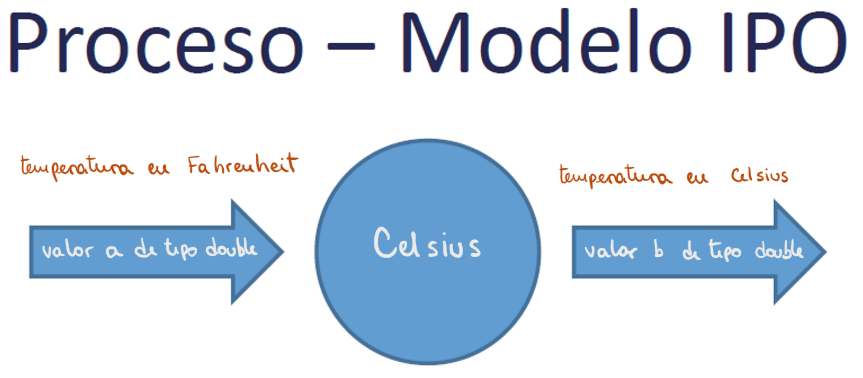 Proceso – Modelo IPO
temperatura en Fahrenheit
valor a de tipo double
Celsius
temperatura en Celsius
valor b de tipo double